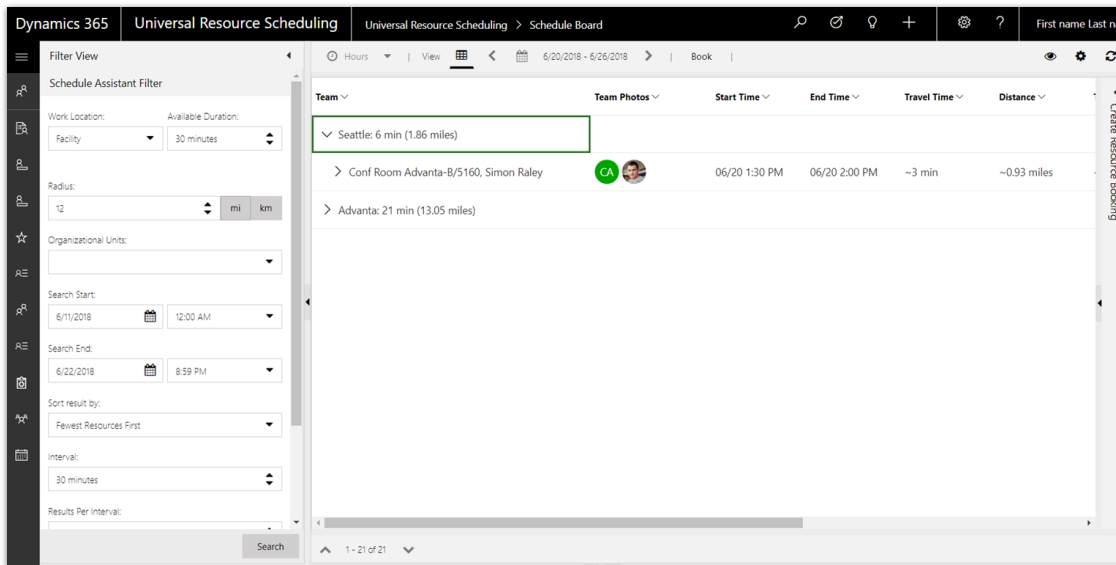 Dynamics 365 Universal Resource Scheduling Universal Resource Scheduling > Schedule Board ? First name Last na
Filter View
Schedule Assistant Filter
Work Location: Available Duration:
Facility 30 minutes
Radius:
12 mi km
Organizational Units:
Search Start:
6/11/2018 12:00 AM
Search End:
6/22/2018 8:59 PM
Sort result by:
Fewest Resources First
Interval:
30 minutes
Results Per Interval:
Search
Hours | View 6/20/2018 - 6/26/2018 | Book |
Team Team Photos Start Time End Time Travel Time Distance
Seattle: 6 min (1.86 miles)
Conf Room Advanta-B/5160, Simon Raley CA 06/20 1:30 PM 06/20 2:00 PM ~3 min ~0.93 miles
Advanta: 21 min (13.05 miles)
1 - 21 of 21
Create Resource Booking